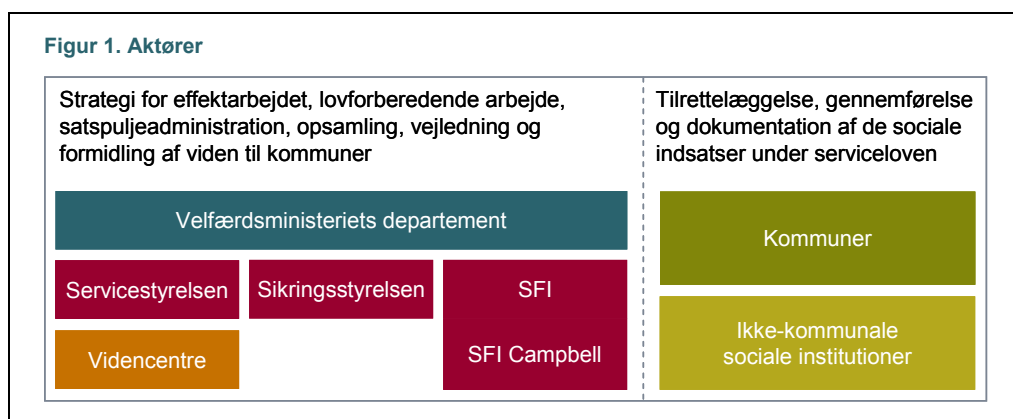 Figur 1. Aktører
Strategi for effektarbejdet, lovforberedende arbejde,
satspuljeadministration, opsamling, vejledning og
formidling af viden til kommuner
Tilrettelæggelse, gennemførelse
og dokumentation af de sociale
indsatser under serviceloven
Velfærdsministeriets departement
Kommuner
Servicestyrelsen
Sikringsstyrelsen
SFI
Videncentre
SFI Campbell
Ikke-kommunale
sociale institutioner